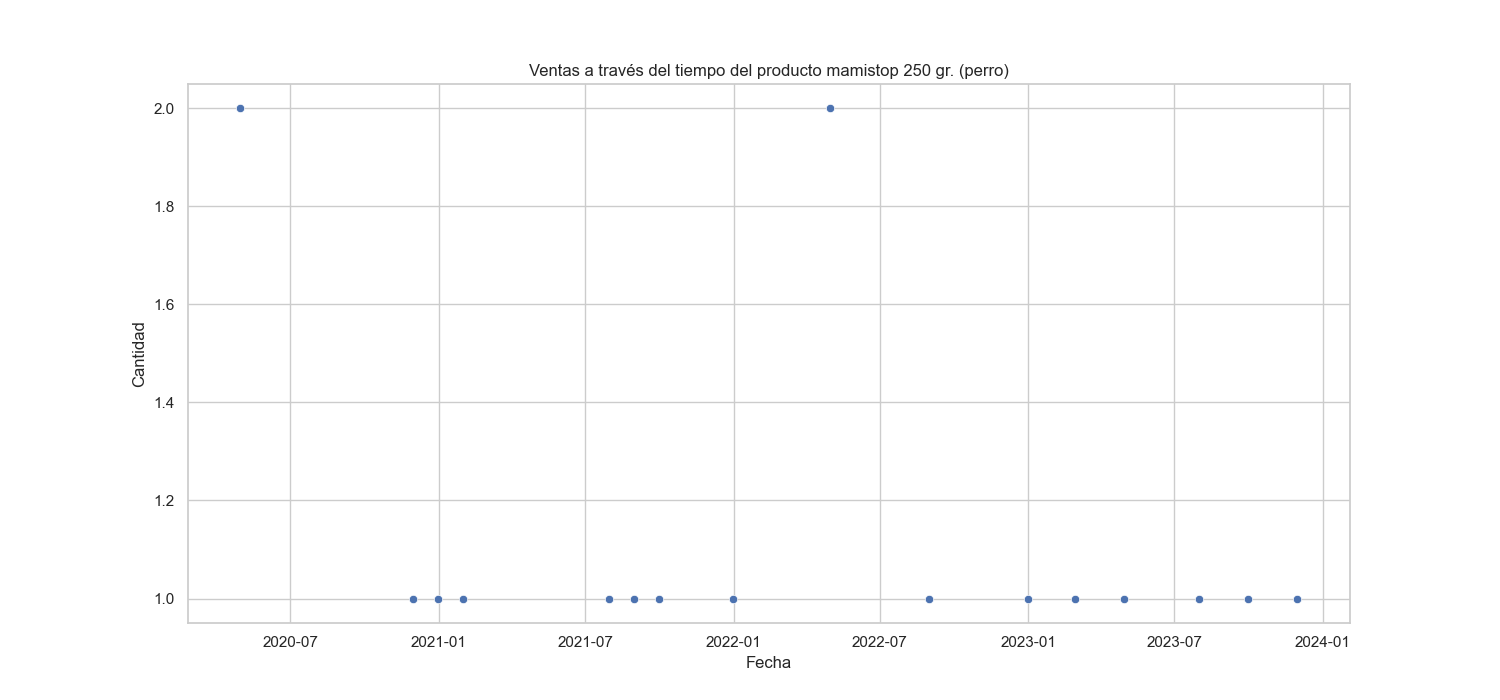 Ventas a través del tiempo del producto mamistop 250 gr. (perro)
2.0
1.8
1.6
1.4
1.2
1.0
Cantidad
2020-07 2021-01 2021-07 2022-01 2022-07 2023-01 2023-07 2024-01
Fecha